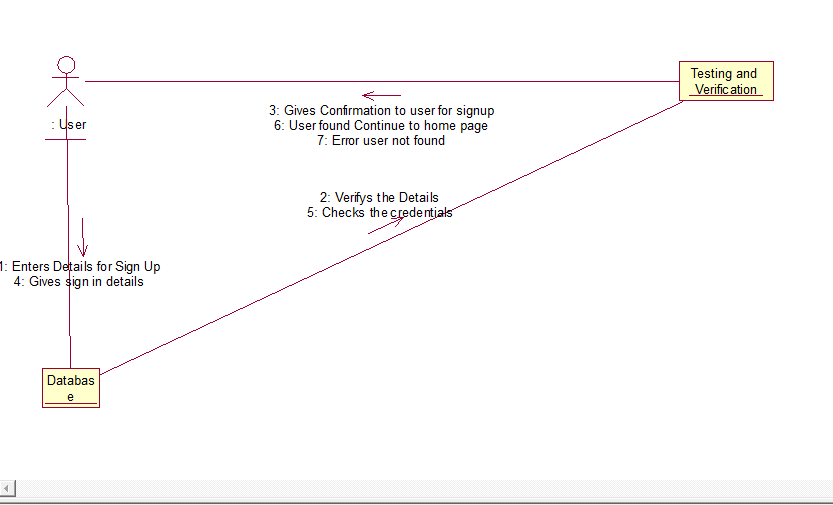 Testing and
Verification
3: Gives Confirmation to user for signup
6: User found Continue to home page
7: Error user not found
: User
2: Verifys the Details
5: Checks the credentials
1: Enters Details for Sign Up
4: Gives sign in details
Databas
e